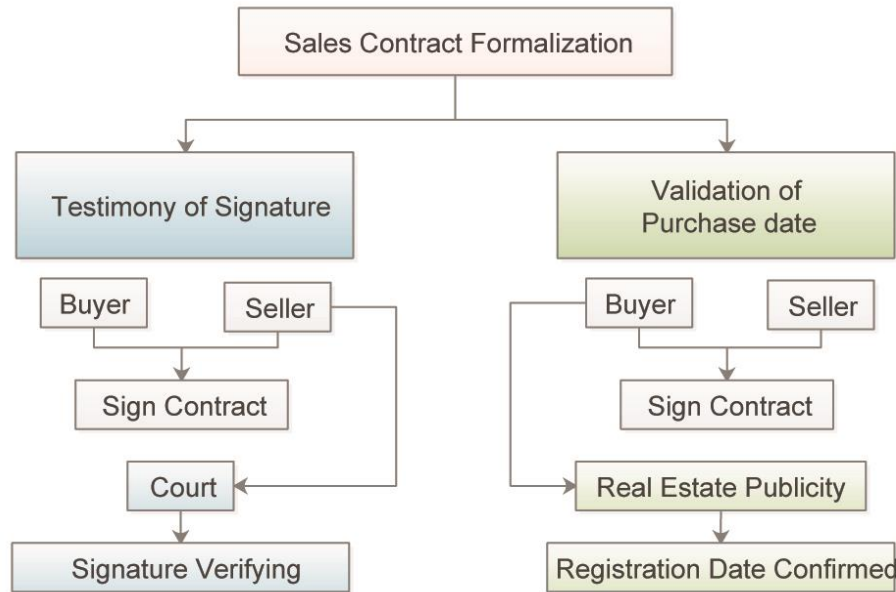 Sales Contract Formalization
Testimony of Signature
Validation of
Purchase date
Buyer
Seller
Buyer
Seller
Sign Contract
Sign Contract
Court
Real Estate Publicity
Signature Verifying
Registration Date Confirmed